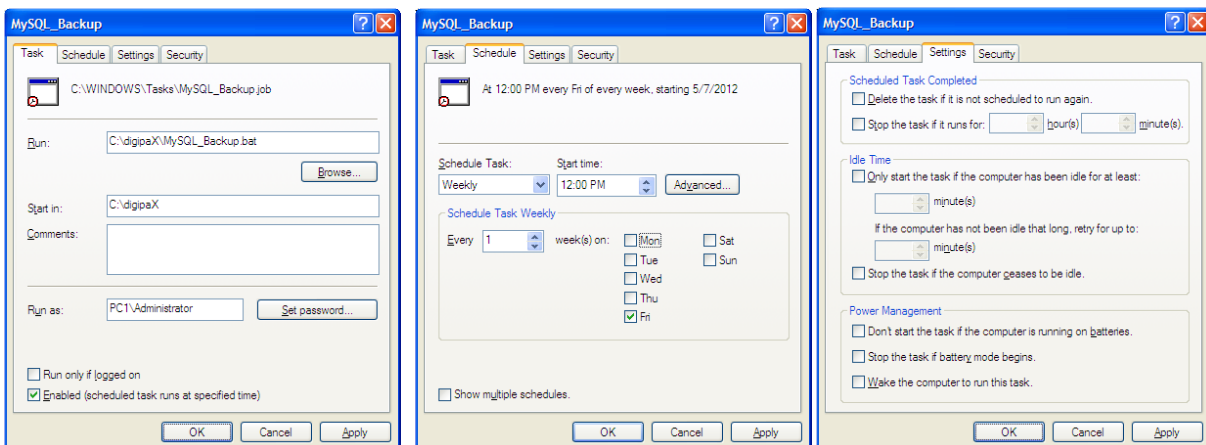 MySQL_Backup
Task Schedule Settings Security
C:\WINDOWS\Tasks\MySQL_Backup.job
Run: C:\digipaX\MySQL_Backup.bat
Browse...
Start in: C:\digipaX
Comments:
Run as: PC1\Administrator Set password...
Run only if logged on
Enabled (scheduled task runs at specified time)
OK Cancel Apply
MySQL_Backup
Task Schedule Settings Security
At 12:00 PM every Fri of every week, starting 5/7/2012
Schedule Task: Start time:
Weekly 12:00 PM Advanced...
Schedule Task Weekly
Every 1 week(s) on: Mon Sat
Tue Sun
Wed
Thu
Fri
Show multiple schedules.
OK Cancel Apply
MySQL_Backup
Task Schedule Settings Security
Scheduled Task Completed
Delete the task if it is not scheduled to run again.
Stop the task if it runs for: hour(s) minute(s).
Idle Time
Only start the task if the computer has been idle for at least:
minute(s)
If the computer has not been idle that long, retry for up to:
minute(s)
Stop the task if the computer ceases to be idle.
Power Management
Don't start the task if the computer is running on batteries.
Stop the task if battery mode begins.
Wake the computer to run this task.
OK Cancel Apply